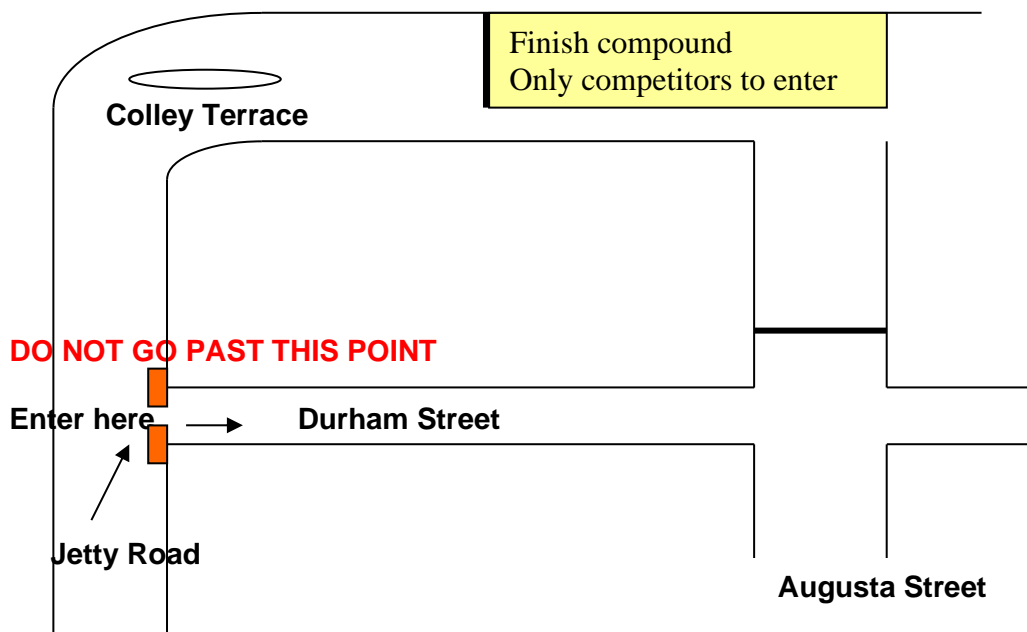 Finish compound
Only competitors to enter
Colley Terrace
DO NOT GO PAST THIS POINT
Enter here
Durham Street
Jetty Road
Augusta Street